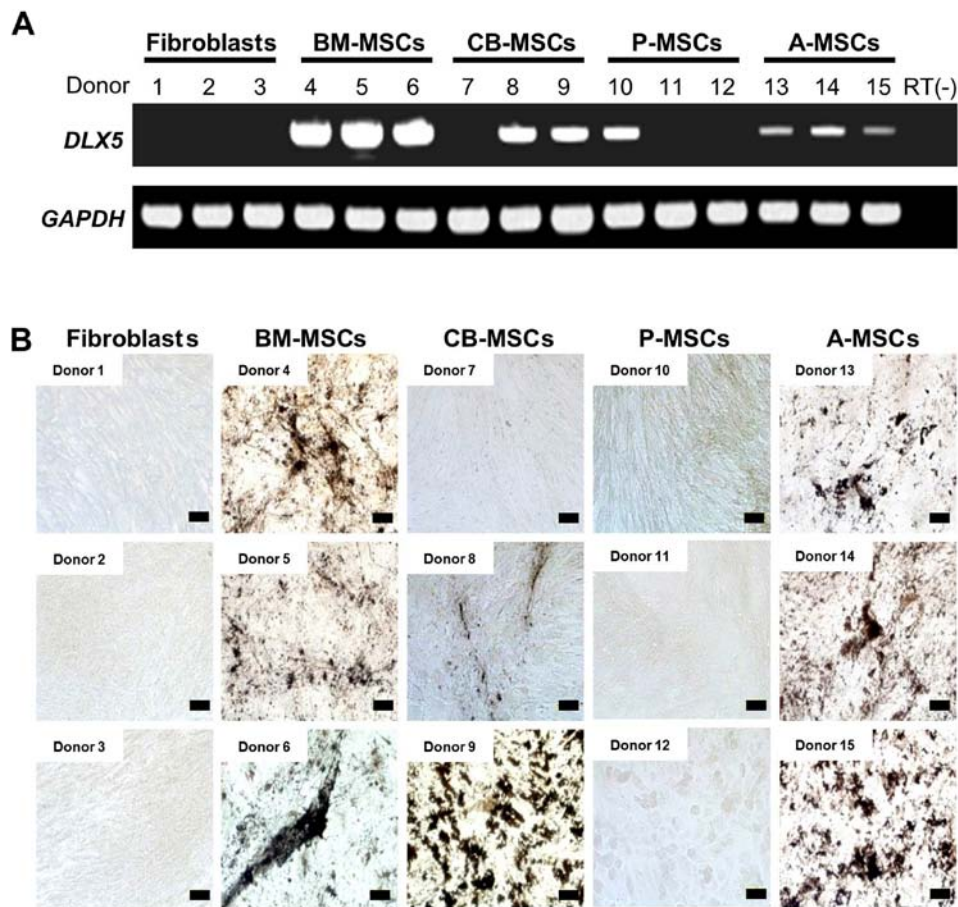 A
Fibroblasts BM-MSCs CB-MSCs P-MSCs A-MSCs
Donor 1 2 3 4 5 6 7 8 9 10 11 12 13 14 15 RT(-)
DLX5
GAPDH
B
Fibroblasts BM-MSCs CB-MSCs P-MSCs A-MSCs
Donor 1 Donor 4 Donor 7 Donor 10 Donor 13
Donor 2 Donor 5 Donor 8 Donor 11 Donor 14
Donor 3 Donor 6 Donor 9 Donor 12 Donor 15